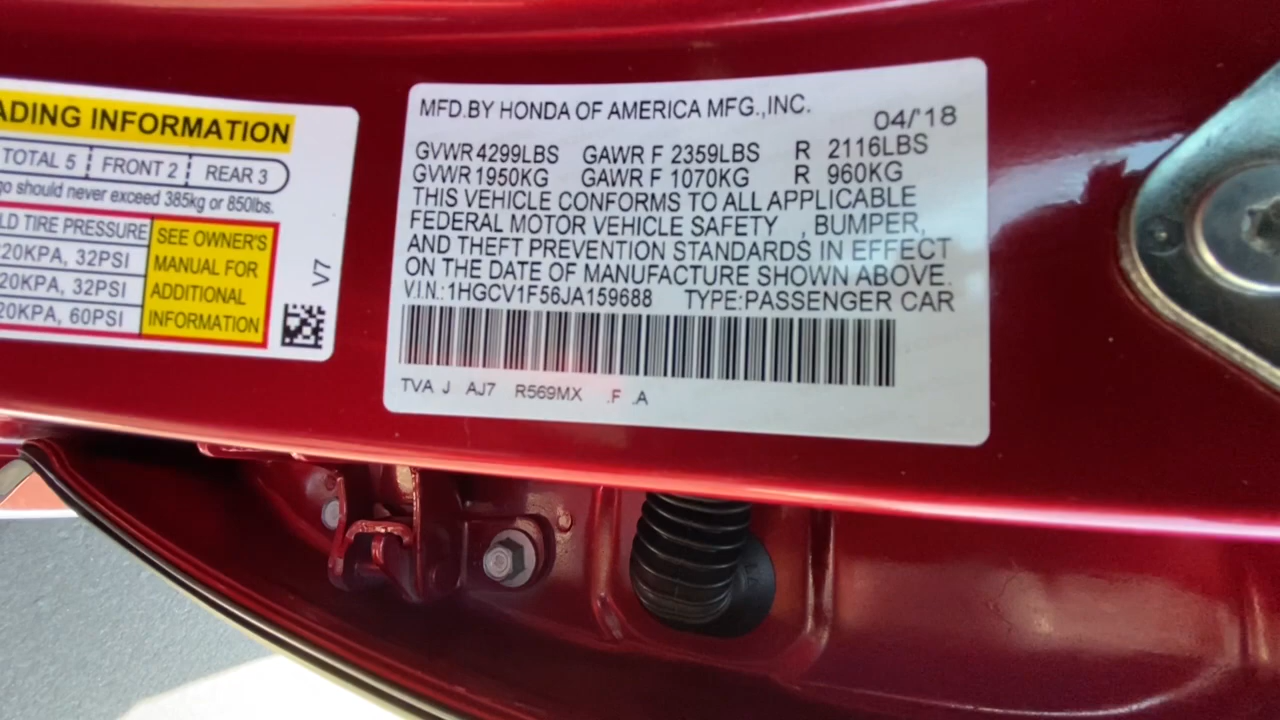 ADING INFORMATION
TOTAL 5 FRONT 2 REAR 3
go should never exceed 385kg or 850lbs.
LD TIRE PRESSURE
220KPA, 32PSI
220KPA, 32PSI
20KPA, 60PSI
SEE OWNER'S
MANUAL FOR
ADDITIONAL
INFORMATION
V7
MFD.BY HONDA OF AMERICA MFG.,INC.
04/'18
GVWR 4299LBS GAWR F 2359LBS R 2116LBS
GVWR 1950KG GAWR F 1070KG R 960KG
THIS VEHICLE CONFORMS TO ALL APPLICABLE
FEDERAL MOTOR VEHICLE SAFETY , BUMPER,
AND THEFT PREVENTION STANDARDS IN EFFECT
ON THE DATE OF MANUFACTURE SHOWN ABOVE.
V.I.N.:1HGCV1F56JA159688 TYPE:PASSENGER CAR
TVA J AJ7 R569MX .F .A